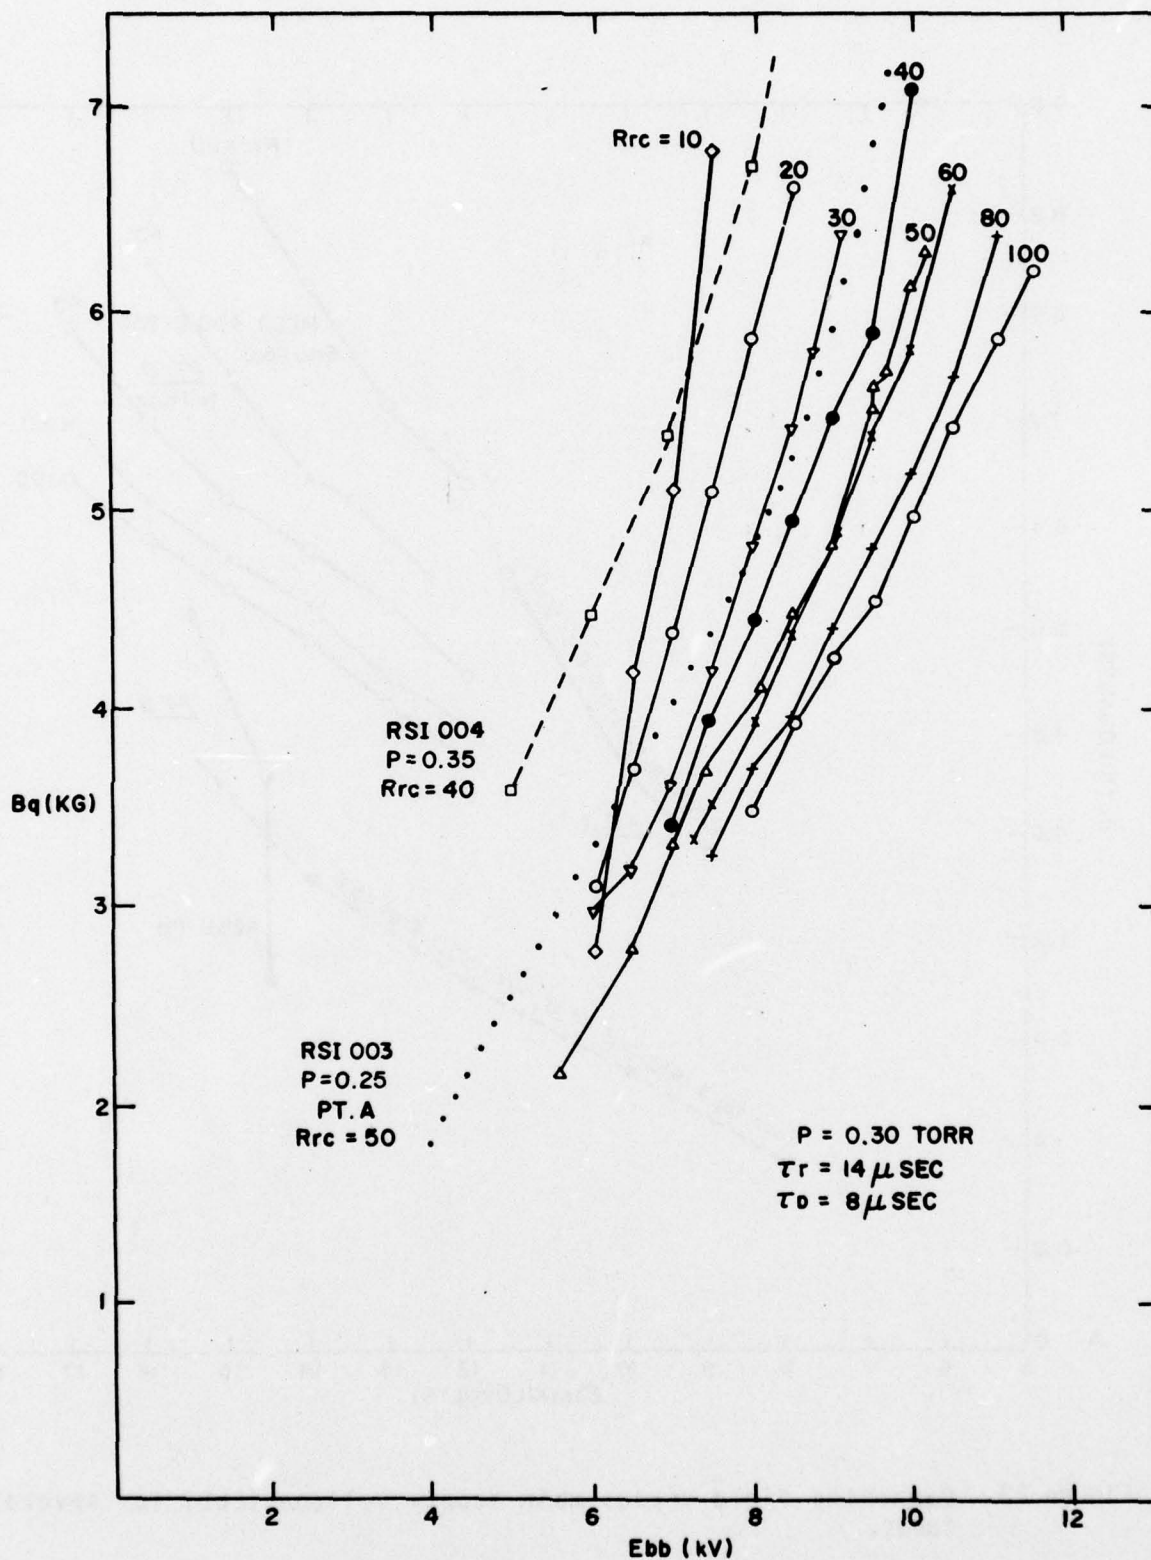 7
6
5
4
3
2
1
Bq (KG)
Rrc = 10
20
30
40
50
60
80
100
RSI 004
P = 0.35
Rrc = 40
RSI 003
P = 0.25
PT. A
Rrc = 50
P = 0.30 TORR
τr = 14 μ SEC
τD = 8 μ SEC
2 4 6 8 10 12
Ebb (kV)